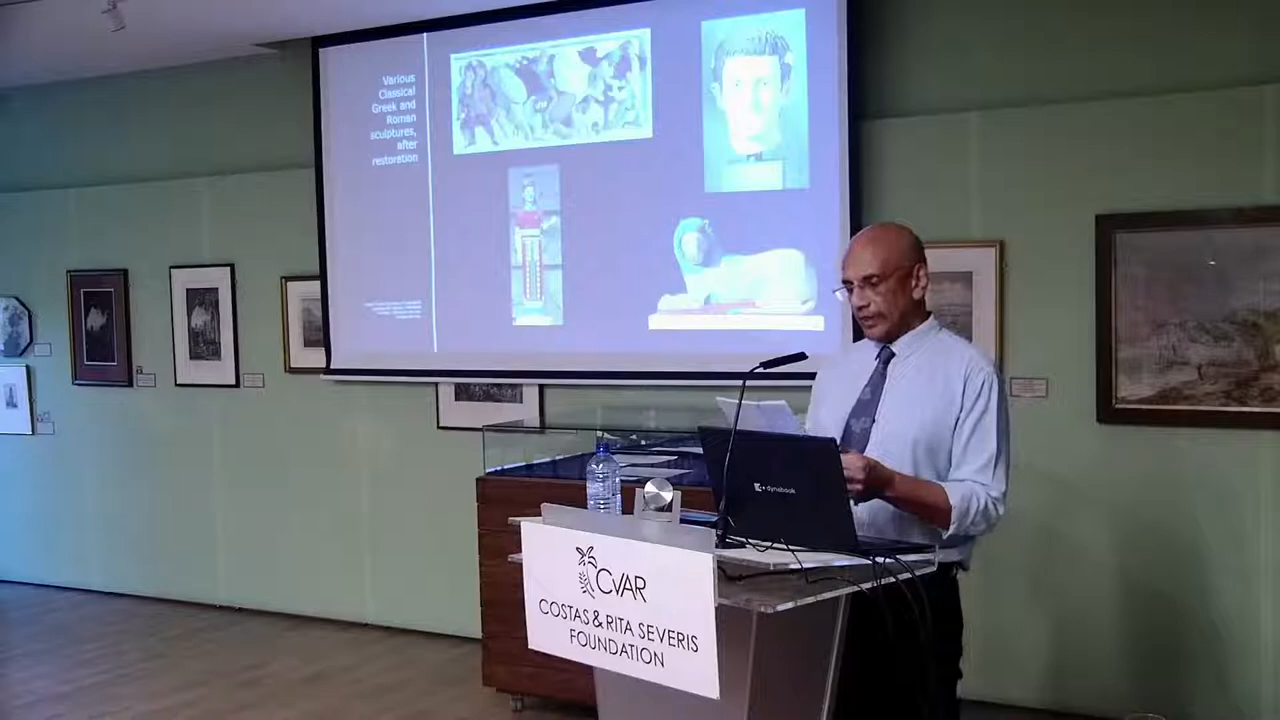 Various
Classical
Greek and
Roman
sculptures,
after
restoration
dynabook
CVAR
COSTAS & RITA SEVERIS
FOUNDATION